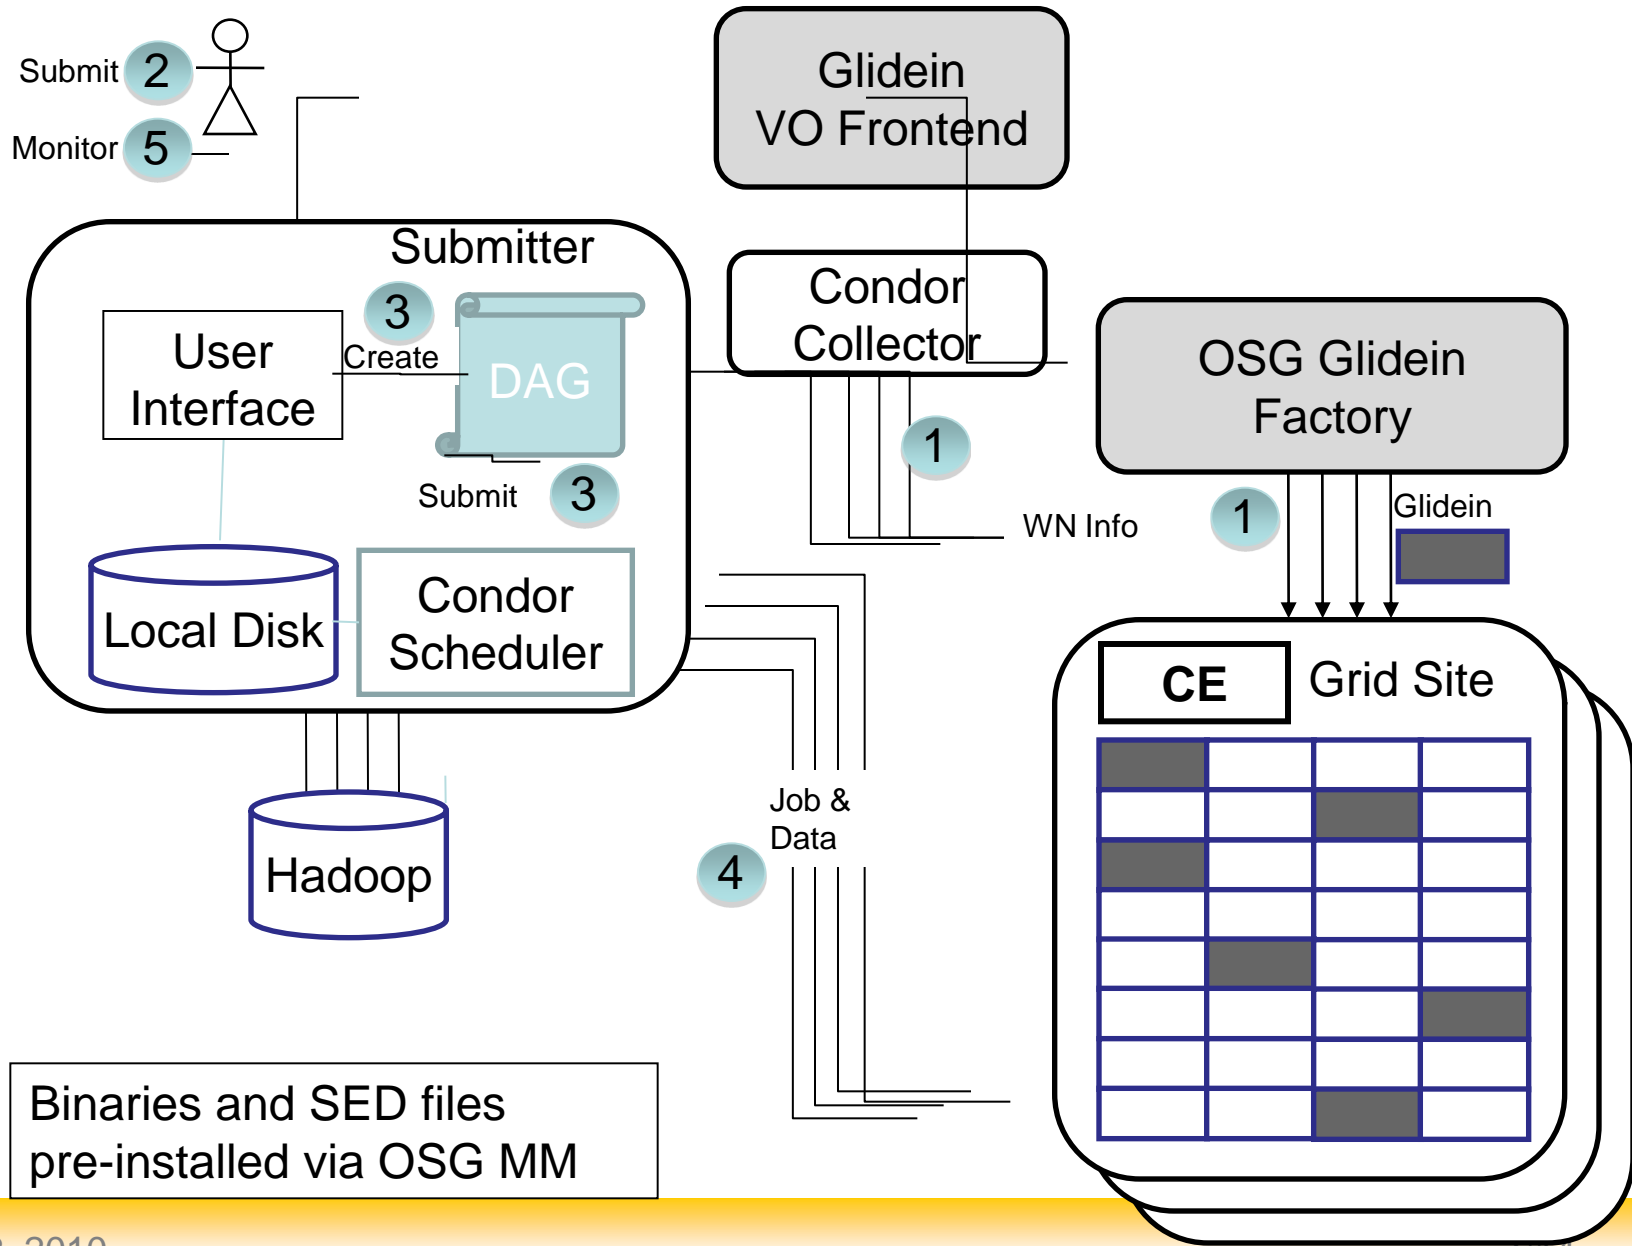 Submit 2
Monitor 5
Glidein
VO Frontend
Submitter
3
Create
User
Interface
DAG
Submit 3
Local Disk
Condor
Scheduler
Hadoop
Condor
Collector
1
WN Info
OSG Glidein
Factory
1
Glidein
CE Grid Site
Job &
Data
4
Binaries and SED files
pre-installed via OSG MM
2010